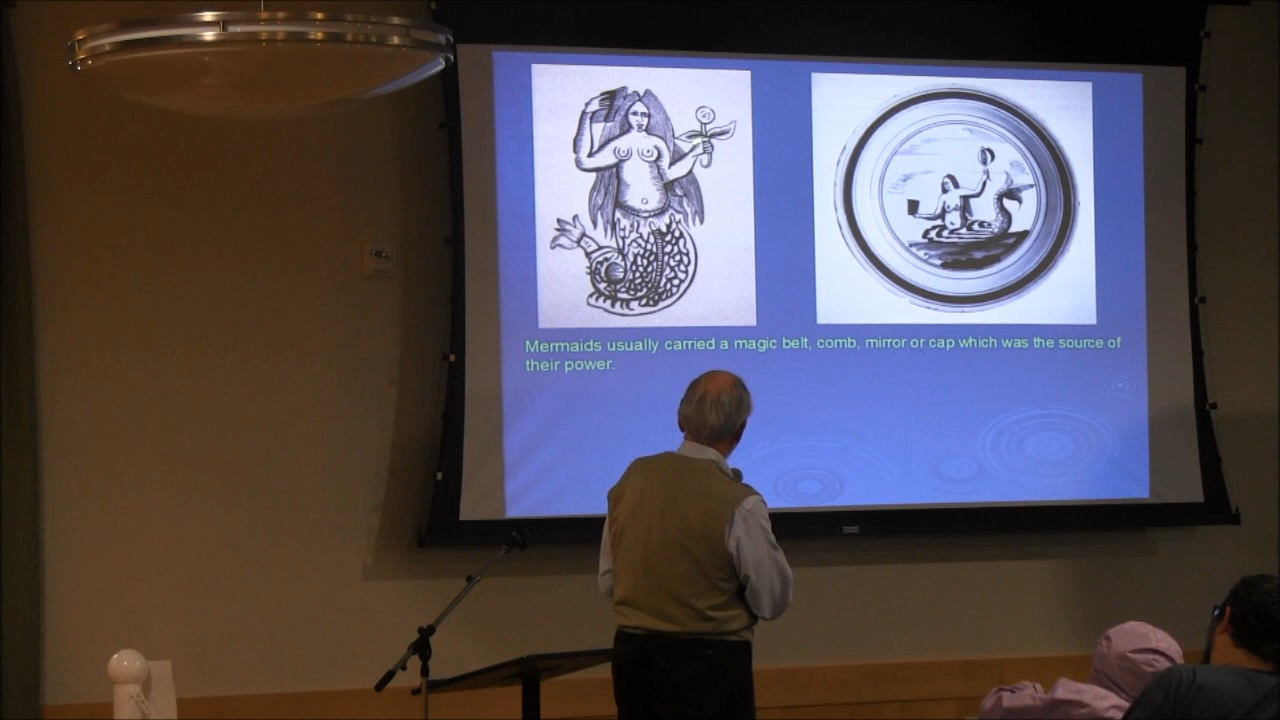 Mermaids usually carried a magic belt, comb, mirror or cap which was the source of
their power.